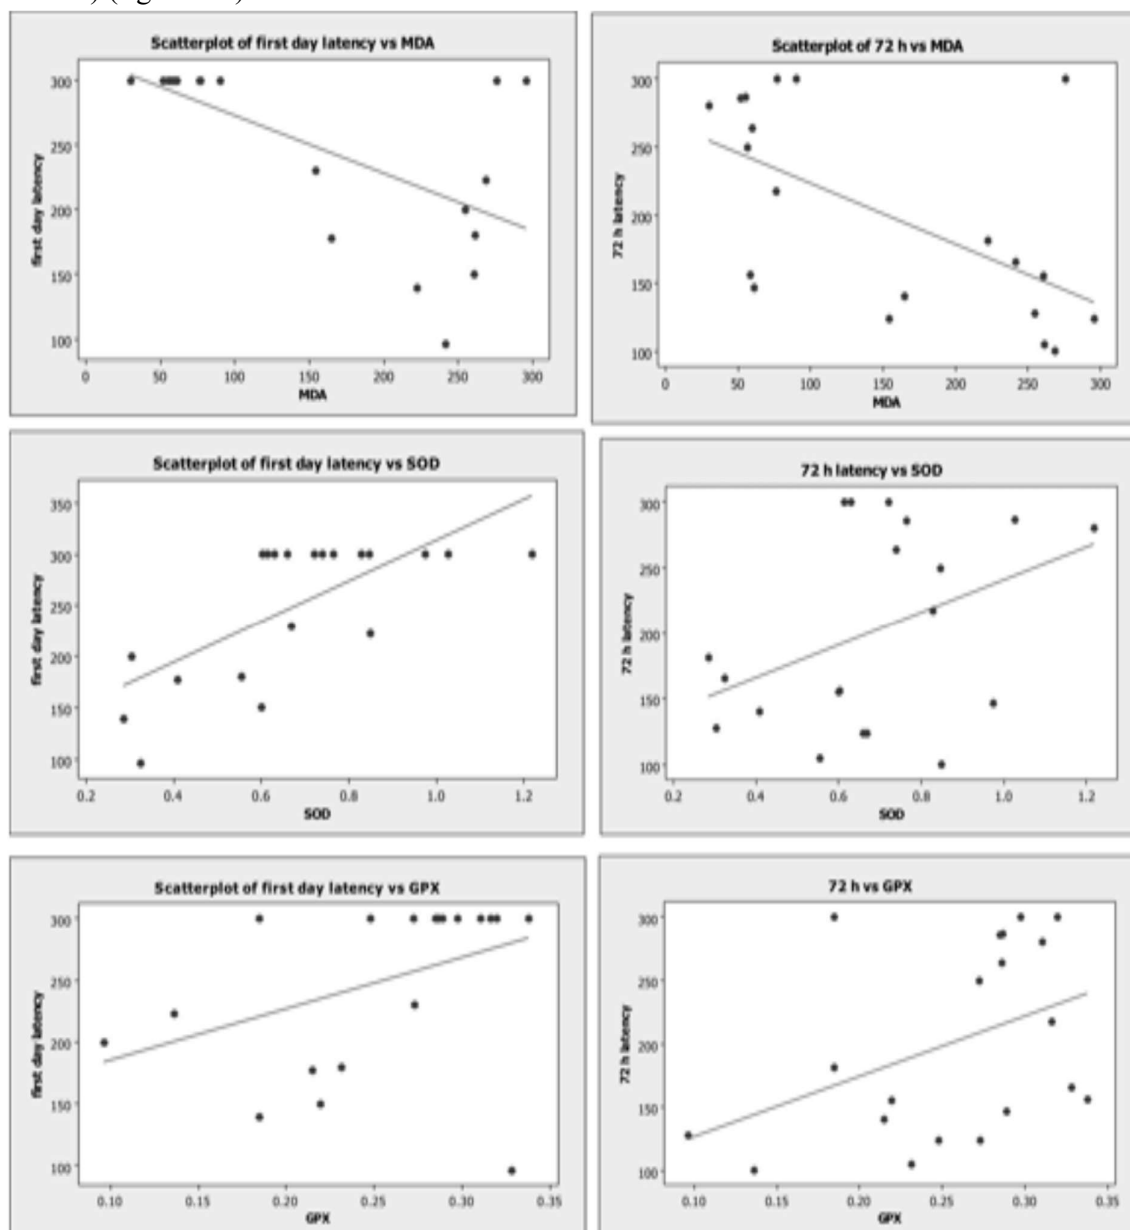 Scatterplot of first day latency vs MDA
300
250
200
150
100
first day latency
0 50 100 150 200 250 300
MDA
Scatterplot of 72 h vs MDA
300
250
200
150
100
72 h latency
0 50 100 150 200 250 300
MDA
Scatterplot of first day latency vs SOD
350
300
250
200
150
100
first day latency
0.2 0.4 0.6 0.8 1.0 1.2
SOD
72 h latency vs SOD
300
250
200
150
100
72 h latency
0.2 0.4 0.6 0.8 1.0 1.2
SOD
Scatterplot of first day latency vs GPX
300
250
200
150
100
first day latency
0.10 0.15 0.20 0.25 0.30 0.35
GPX
72 h vs GPX
300
250
200
150
100
72 h latency
0.10 0.15 0.20 0.25 0.30 0.35
GPX